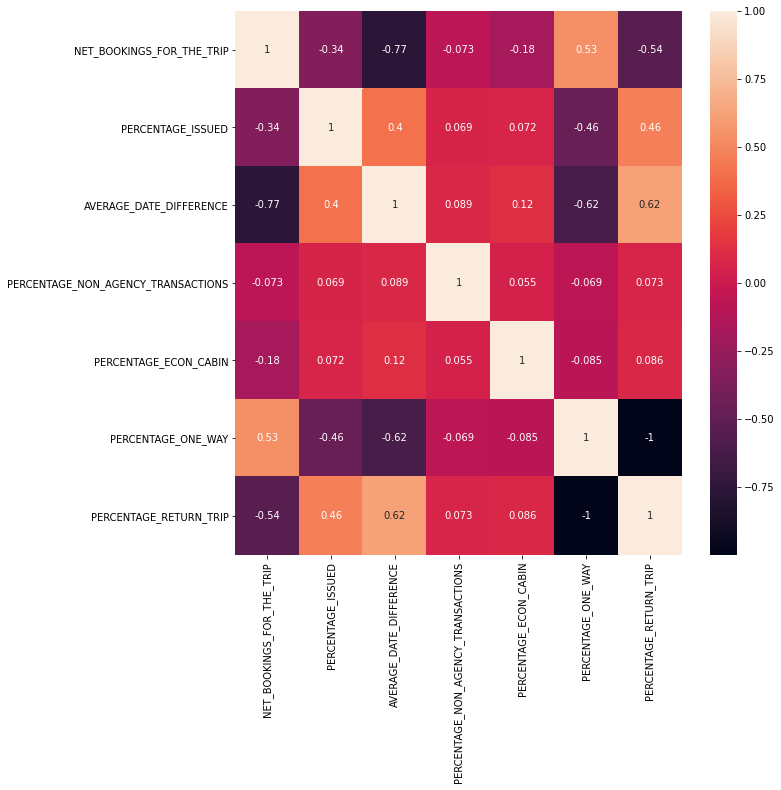 NET_BOOKINGS_FOR_THE_TRIP 1 -0.34 -0.77 -0.073 -0.18 0.53 -0.54
PERCENTAGE_ISSUED -0.34 1 0.4 0.069 0.072 -0.46 0.46
AVERAGE_DATE_DIFFERENCE -0.77 0.4 1 0.089 0.12 -0.62 0.62
PERCENTAGE_NON_AGENCY_TRANSACTIONS -0.073 0.069 0.089 1 0.055 -0.069 0.073
PERCENTAGE_ECON_CABIN -0.18 0.072 0.12 0.055 1 -0.085 0.086
PERCENTAGE_ONE_WAY 0.53 -0.46 -0.62 -0.069 -0.085 1 -1
PERCENTAGE_RETURN_TRIP -0.54 0.46 0.62 0.073 0.086 -1 1
NET_BOOKINGS_FOR_THE_TRIP
PERCENTAGE_ISSUED
AVERAGE_DATE_DIFFERENCE
PERCENTAGE_NON_AGENCY_TRANSACTIONS
PERCENTAGE_ECON_CABIN
PERCENTAGE_ONE_WAY
PERCENTAGE_RETURN_TRIP
1.00
0.75
0.50
0.25
0.00
-0.25
-0.50
-0.75